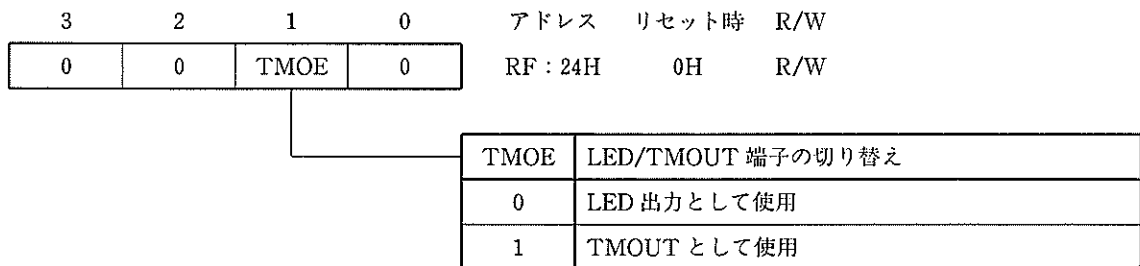 3 2 1 0 アドレス リセット時 R/W
0 0 TMOE 0 RF : 24H 0H R/W
TMOE LED/TMOUT 端子の切り替え
0 LED 出力として使用
1 TMOUT として使用